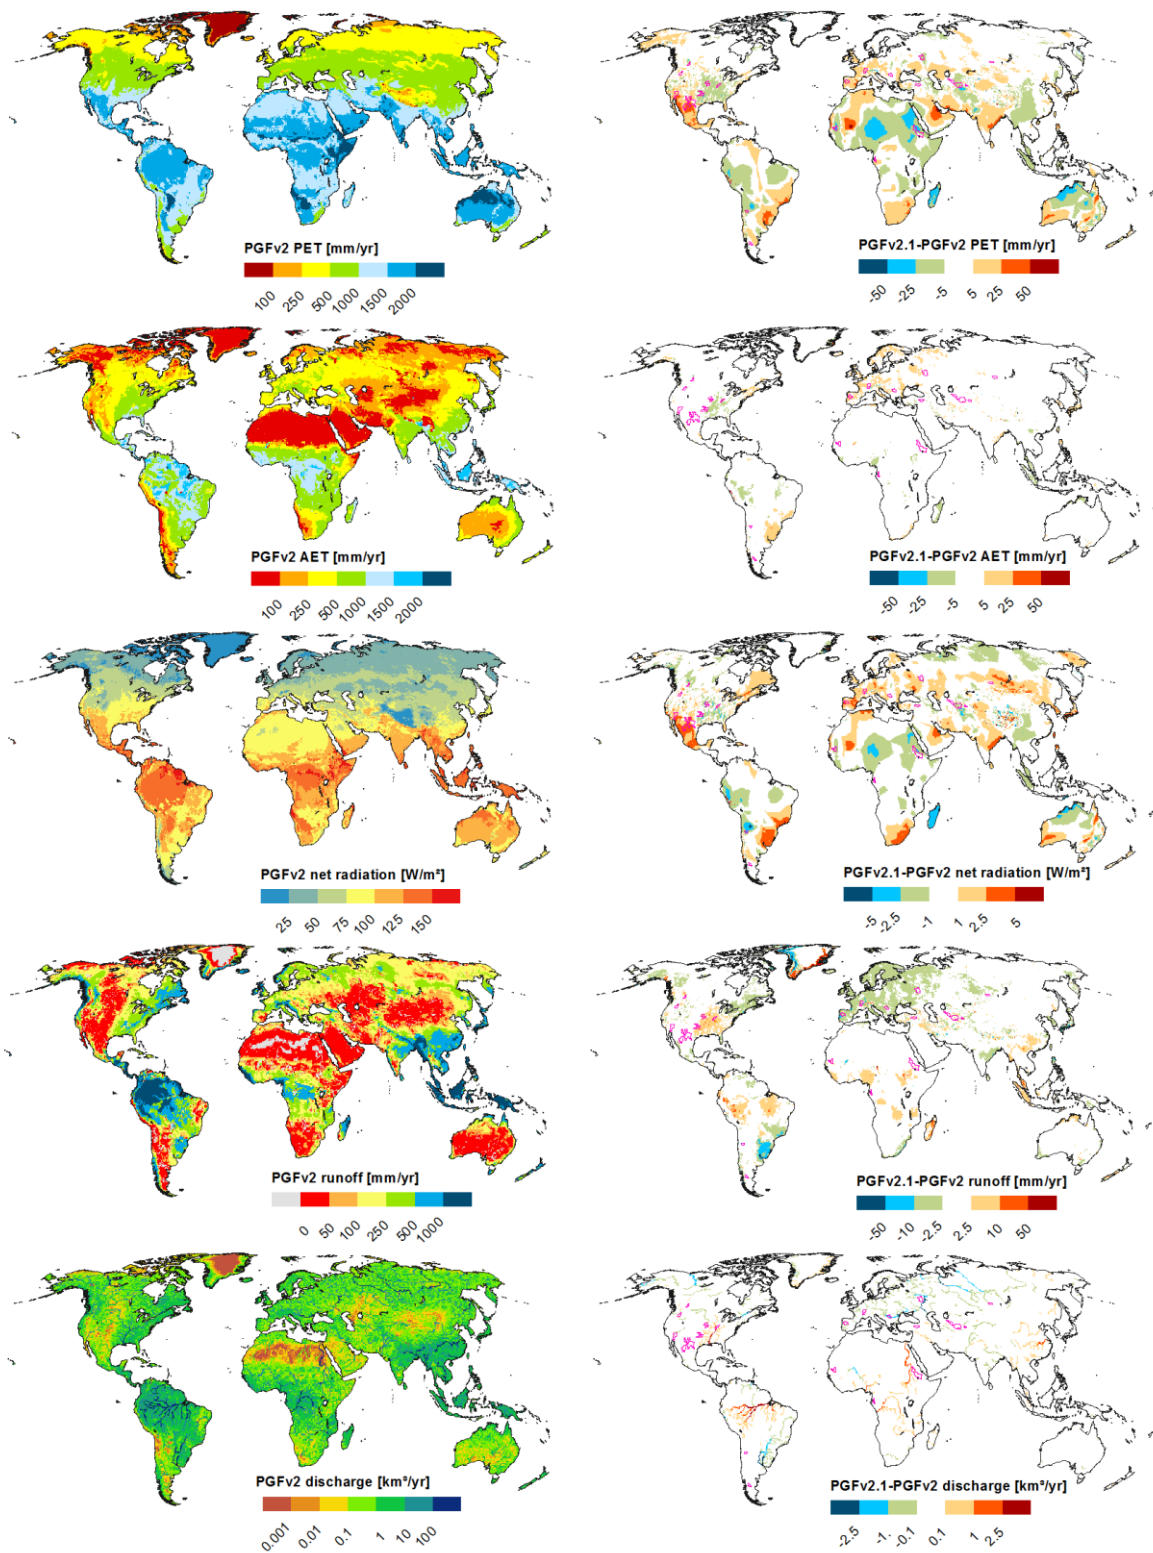 PGFv2 PET [mm/yr]
100 250 500 1000 1500 2000
PGFv2.1-PGFv2 PET [mm/yr]
-50 -25 -5 5 25 50
PGFv2 AET [mm/yr]
100 250 500 1000 1500 2000
PGFv2.1-PGFv2 AET [mm/yr]
-50 -25 -5 5 25 50
PGFv2 net radiation [W/m²]
25 50 75 100 125 150
PGFv2.1-PGFv2 net radiation [W/m²]
-5 -2.5 -1 1 2.5 5
PGFv2 runoff [mm/yr]
0 50 100 250 500 1000
PGFv2.1-PGFv2 runoff [mm/yr]
-50 -10 -2.5 2.5 10 50
PGFv2 discharge [km³/yr]
0.001 0.01 0.1 1 10 100
PGFv2.1-PGFv2 discharge [km³/yr]
-2.5 -1. -0.1 0.1 1 2.5